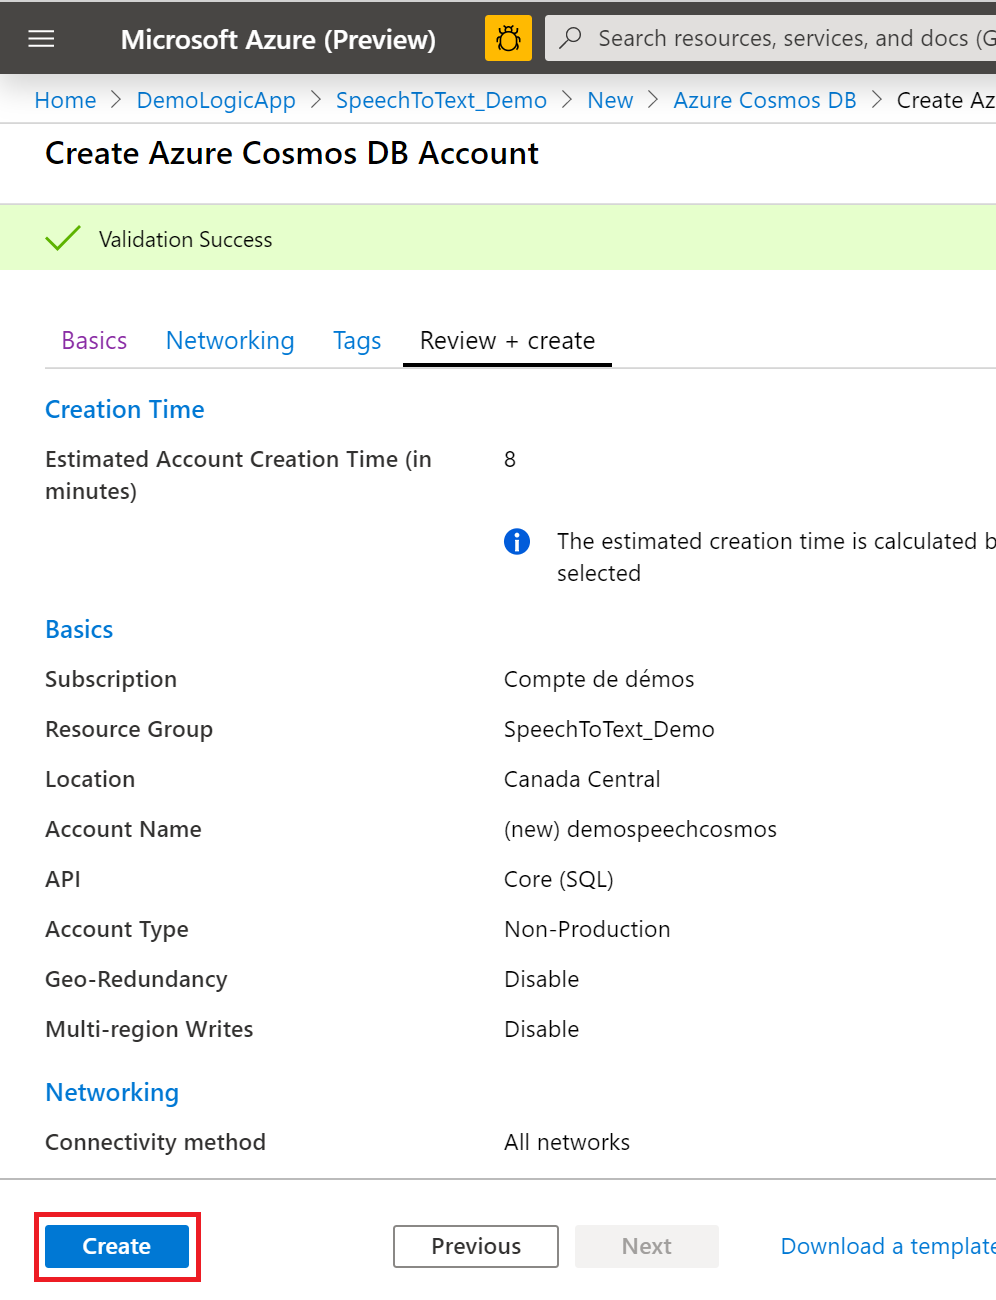 Microsoft Azure (Preview)
Search resources, services, and docs (G
Home > DemoLogicApp > SpeechToText_Demo > New > Azure Cosmos DB > Create Az
Create Azure Cosmos DB Account
Validation Success
Basics Networking Tags Review + create
Creation Time
Estimated Account Creation Time (in 8
minutes)
The estimated creation time is calculated b
selected
Basics
Subscription Compte de démos
Resource Group SpeechToText_Demo
Location Canada Central
Account Name (new) demospeechcosmos
API Core (SQL)
Account Type Non-Production
Geo-Redundancy Disable
Multi-region Writes Disable
Networking
Connectivity method All networks
Create Previous Next Download a template